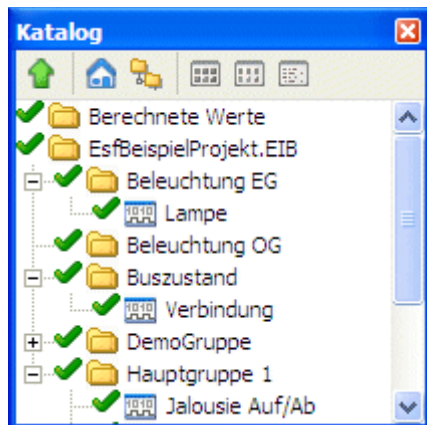 Katalog
Berechnete Werte
EsfBeispielProjekt.EIB
Beleuchtung EG
Lampe
Beleuchtung OG
Buszustand
Verbindung
DemoGruppe
Hauptgruppe 1
Jalousie Auf/Ab